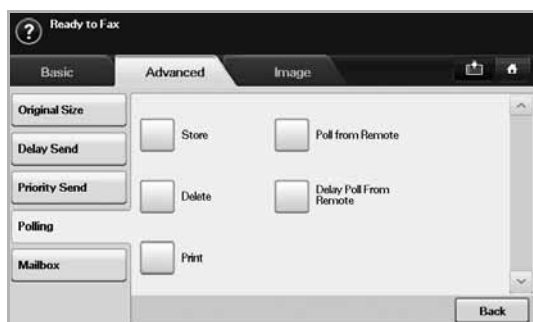 ?
Ready to Fax
Basic
Advanced
Image
Original Size
Delay Send
Priority Send
Polling
Mailbox
Store
Poll from Remote
Delete
Delay Poll From
Remote
Print
Back